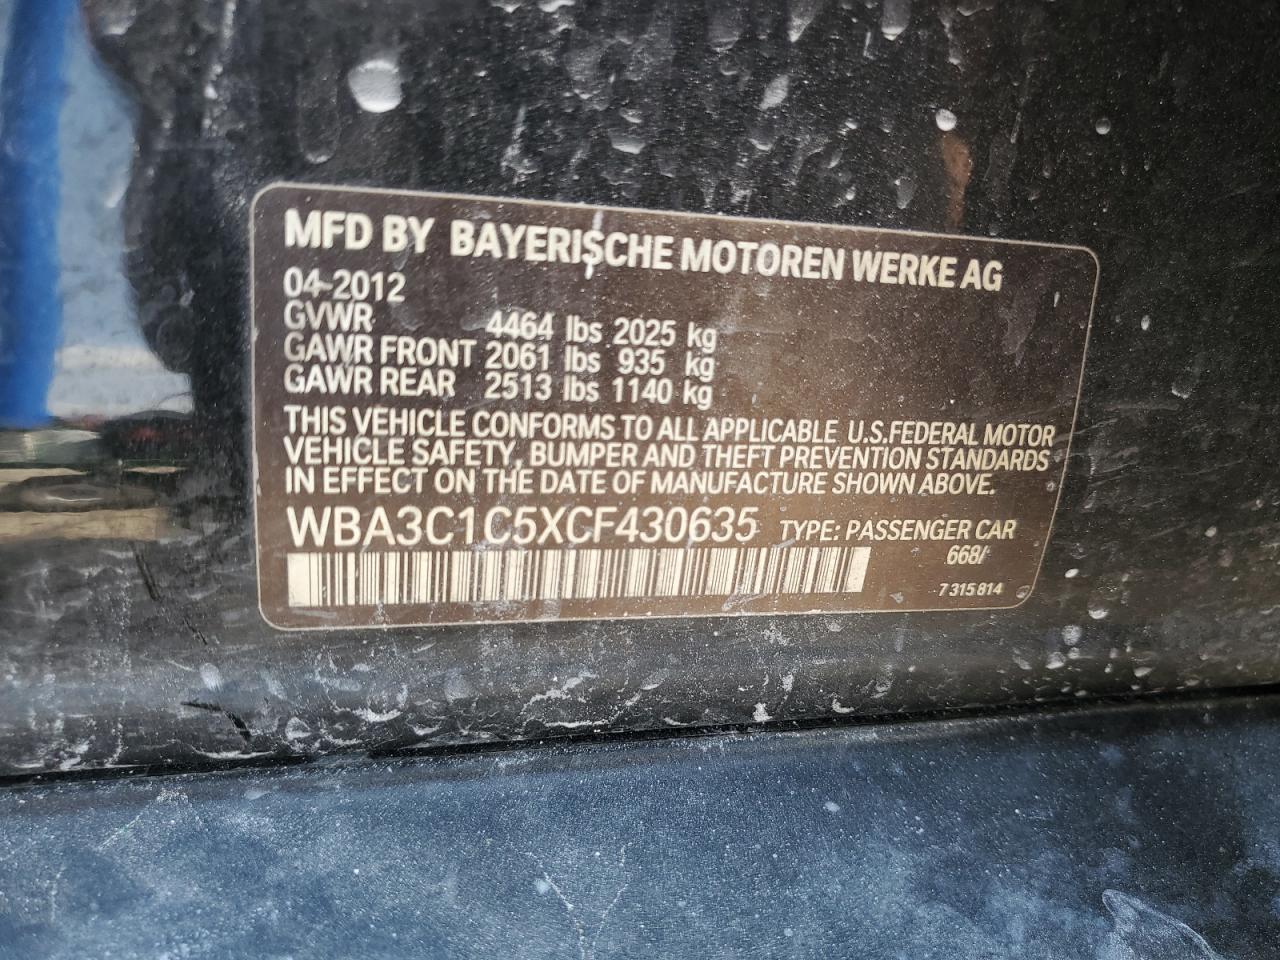 MFD BY BAYERISCHE MOTOREN WERKE AG
04-2012
GVWR 4464 lbs 2025 kg
GAWR FRONT 2061 lbs 935 kg
GAWR REAR 2513 lbs 1140 kg
THIS VEHICLE CONFORMS TO ALL APPLICABLE U.S.FEDERAL MOTOR
VEHICLE SAFETY, BUMPER AND THEFT PREVENTION STANDARDS
IN EFFECT ON THE DATE OF MANUFACTURE SHOWN ABOVE.
WBA3C1C5XCF430635 TYPE: PASSENGER CAR
668/
7 315 814